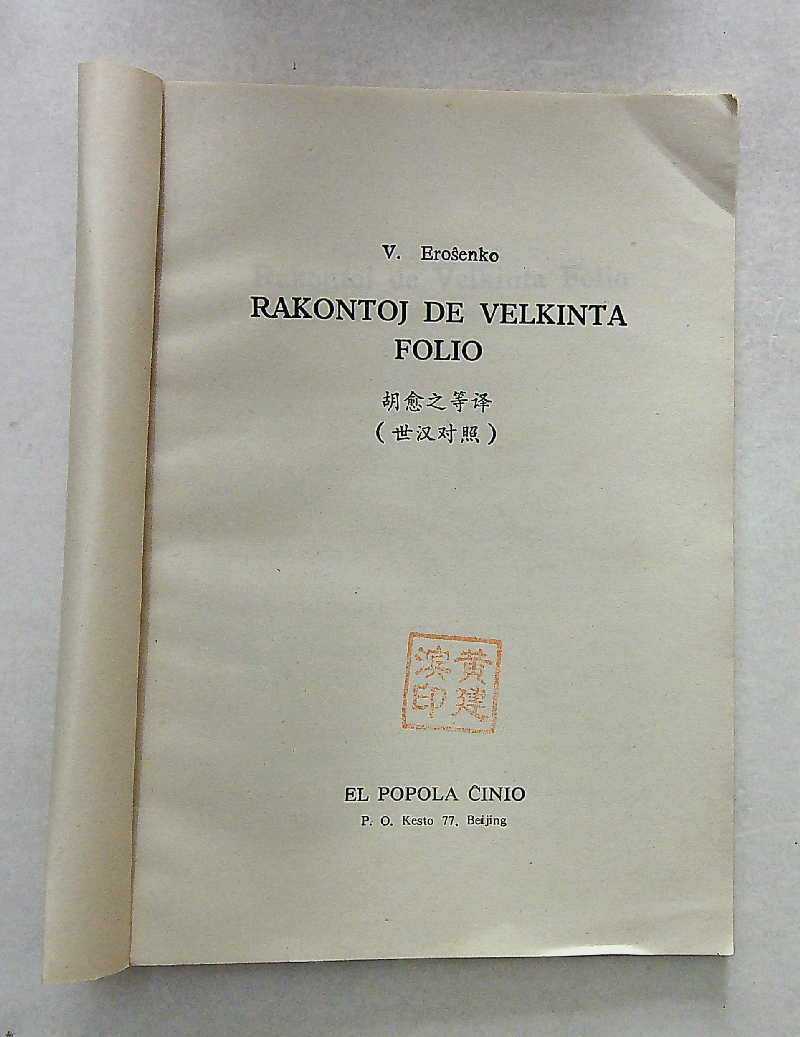 V. Eroŝenko
RAKONTOJ DE VELKINTA
FOLIO
胡愈之等译
(世汉对照)
黄建
滨印
EL POPOLA ĈINIO
P. O. Kesto 77, Beijing